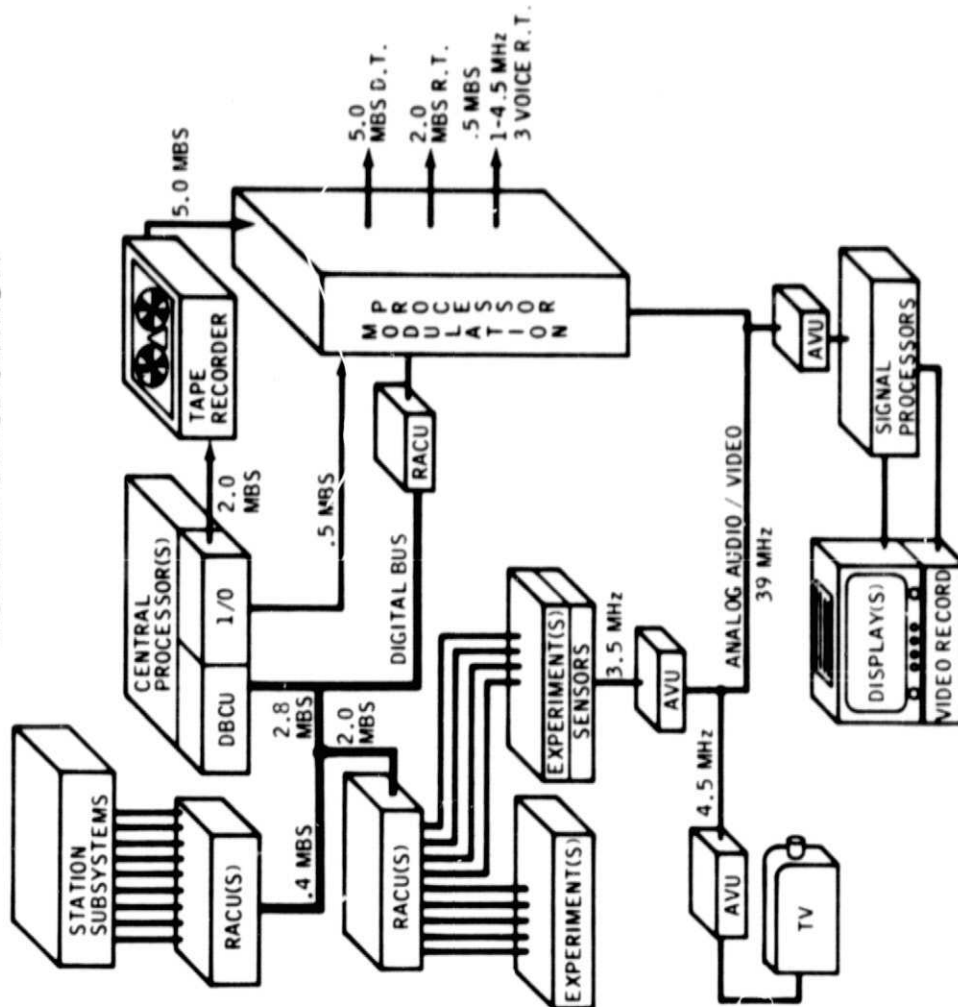 STATION
SUBSYSTEMS
RACU(S)
.4 MBS
CENTRAL
PROCESSOR(S)
DBCU
I/O
2.8
MBS
2.0
MBS
2.0
MBS
TAPE
RECORDER
5.0 MBS
.5 MBS
DIGITAL BUS
RACU
MODULATION
PROCESSOR
5.0
MBS D.T.
2.0
MBS R.T.
.5 MBS
1-4.5 MHz
3 VOICE R.T.
RACU(S)
EXPERIMENT(S)
EXPERIMENT(S)
SENSORS
3.5 MHz
AVU
4.5 MHz
AVU
TV
ANALOG AUDIO / VIDEO
39 MHz
AVU
SIGNAL
PROCESSORS
DISPLAY(S)
VIDEO RECORD